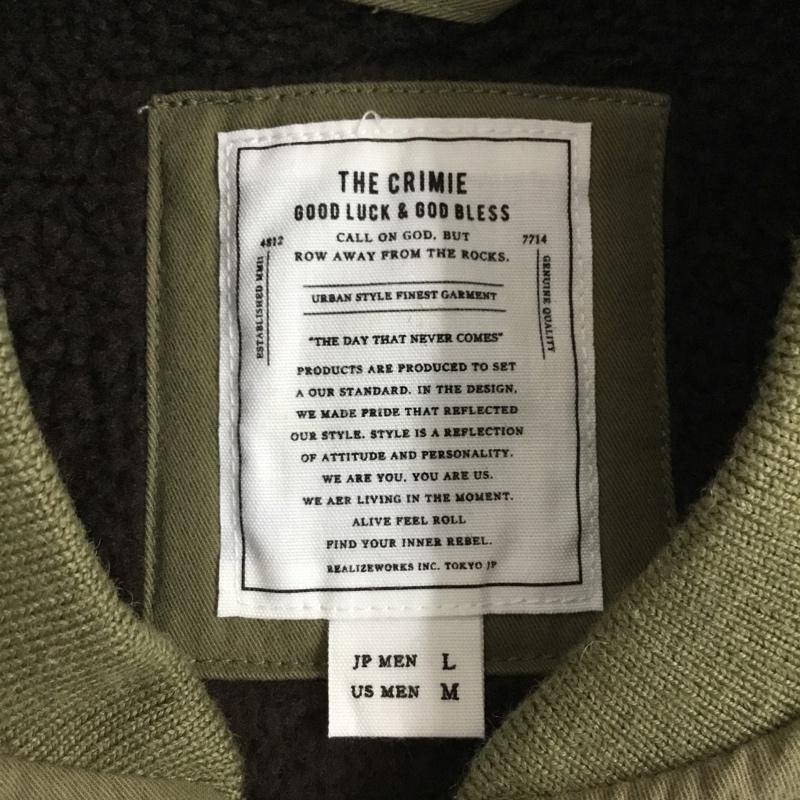 THE CRIMIE
GOOD LUCK & GOD BLESS
4812
CALL ON GOD, BUT
7714
ROW AWAY FROM THE ROCKS.
ESTABLISHED MMII
GENUINE QUALITY
URBAN STYLE FINEST GARMENT
"THE DAY THAT NEVER COMES"
PRODUCTS ARE PRODUCED TO SET
A OUR STANDARD. IN THE DESIGN,
WE MADE PRIDE THAT REFLECTED
OUR STYLE. STYLE IS A REFLECTION
OF ATTITUDE AND PERSONALITY.
WE ARE YOU, YOU ARE US.
WE AER LIVING IN THE MOMENT.
ALIVE FEEL ROLL
FIND YOUR INNER REBEL.
REALIZEWORKS INC. TOKYO JP
JP MEN L
US MEN M